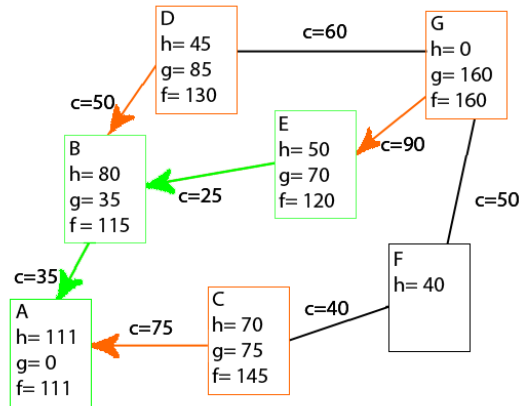 D
h= 45
g= 85
f= 130
c=60
G
h= 0
g= 160
f= 160
c=50
E
h= 50
g= 70
f= 120
c=90
B
h= 80
g= 35
f= 115
c=25
c=50
F
h= 40
c=35
A
h= 111
g= 0
f= 111
c=75
C
h= 70
g= 75
f= 145
c=40